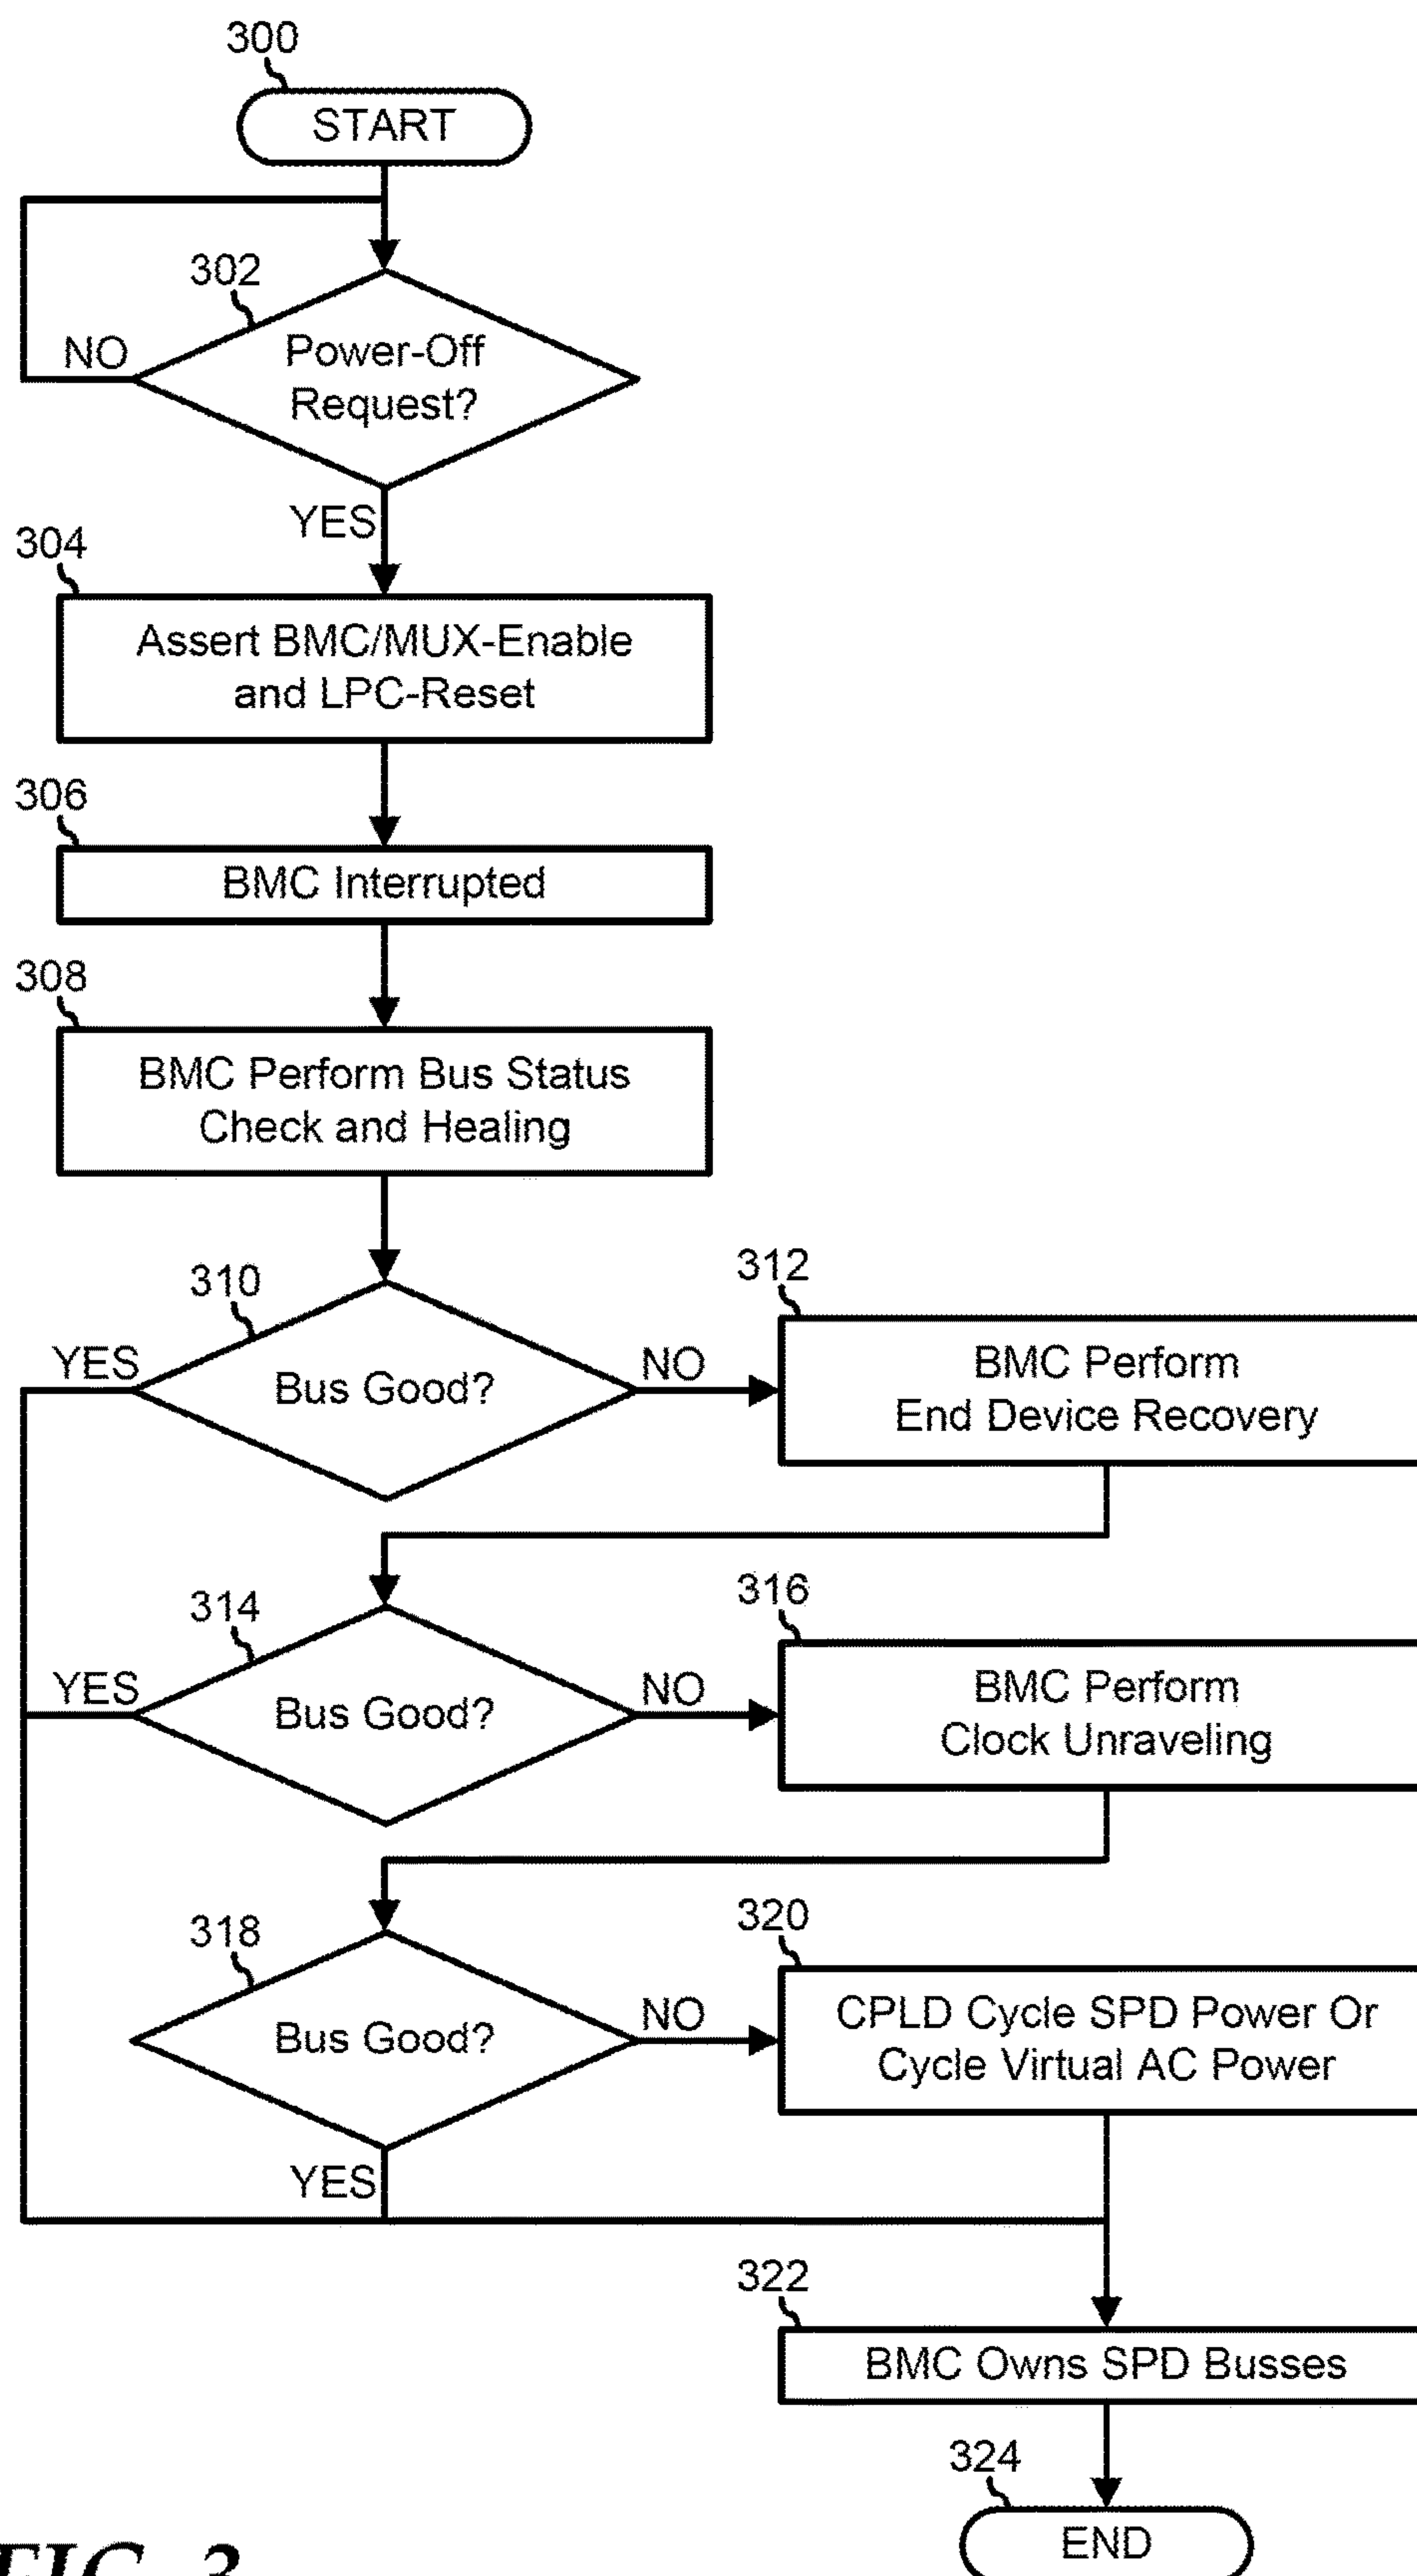 300
START
302
NO
Power-Off
Request?
YES
304
Assert BMC/MUX-Enable
and LPC-Reset
306
BMC Interrupted
308
BMC Perform Bus Status
Check and Healing
310
YES
Bus Good?
NO
312
BMC Perform
End Device Recovery
314
YES
Bus Good?
NO
316
BMC Perform
Clock Unraveling
318
Bus Good?
NO
YES
320
CPLD Cycle SPD Power Or
Cycle Virtual AC Power
322
BMC Owns SPD Busses
324
END
FIG. 3